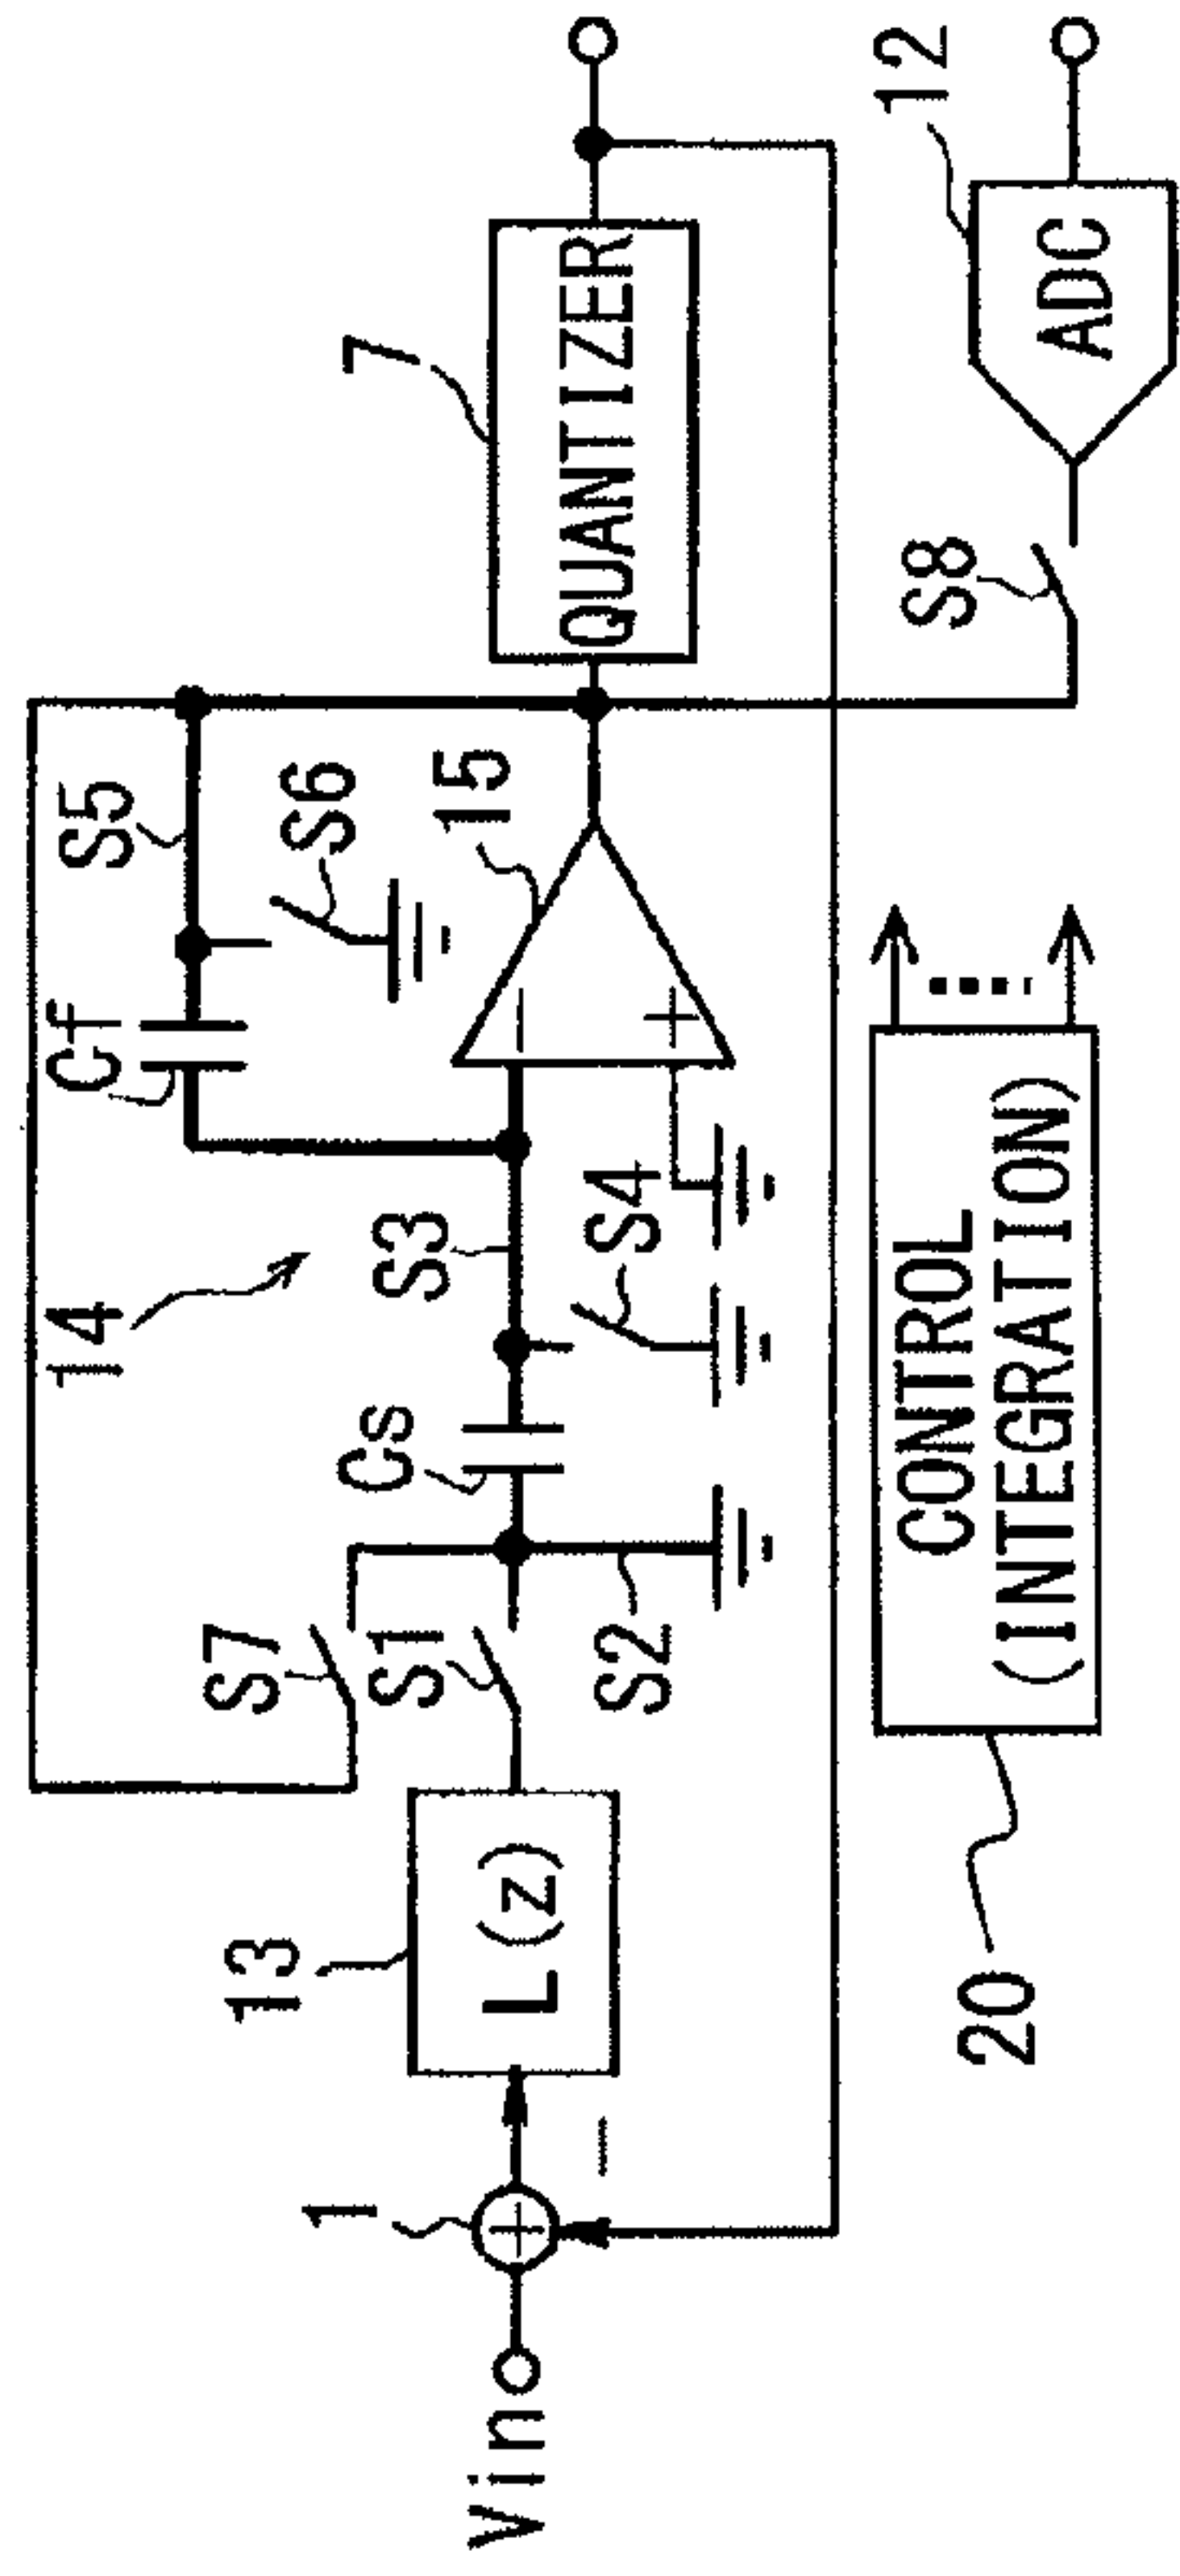 14
Cf
S5
S6
15
7
QUANTIZER
S7
13
Cs
S3
1
S1
L(z)
Vin
−
+
S2
S4
+
−
S8
12
ADC
20
CONTROL
(INTEGRATION)